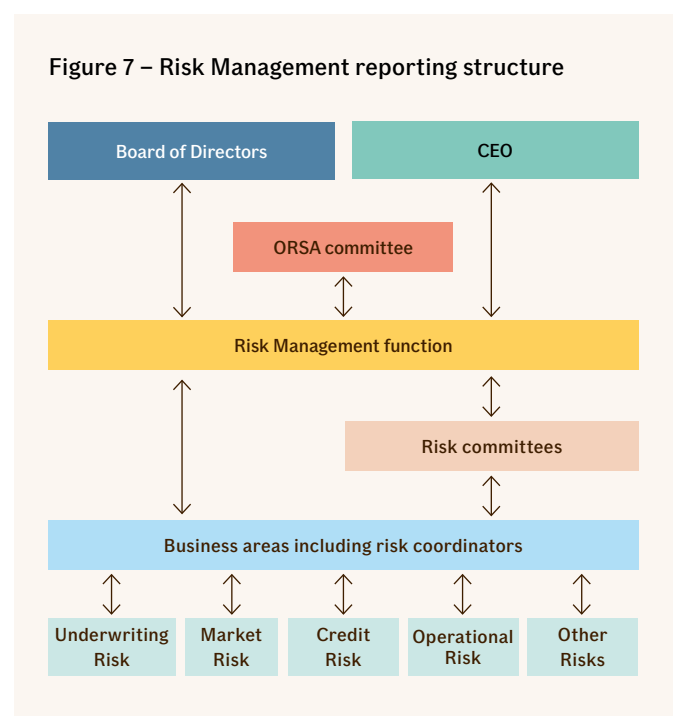 Figure 7 – Risk Management reporting structure
Board of Directors
CEO
ORSA committee
Risk Management function
Risk committees
Business areas including risk coordinators
Underwriting
Risk
Market
Risk
Credit
Risk
Operational
Risk
Other
Risks